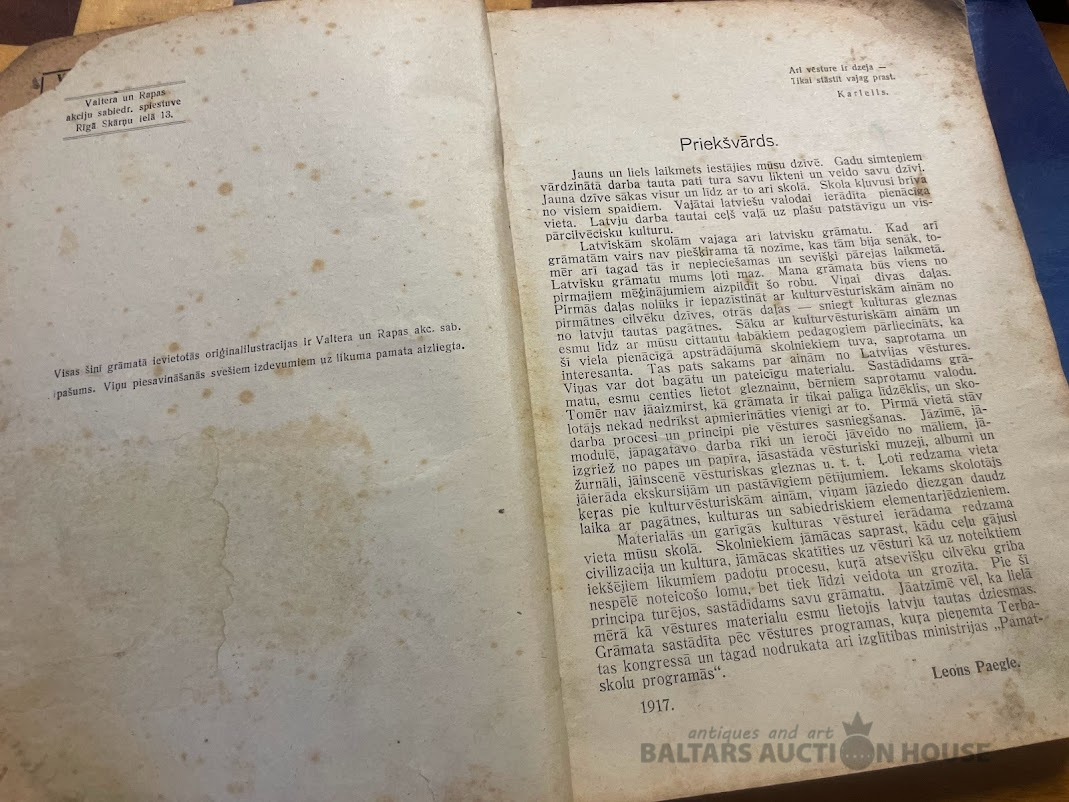 Valtera un Rapas
akciju sabiedr. spiestuve
Rīgā Skārņu ielā 13.
Visas šinī grāmatā ievietotās oriģinalilustracijas ir Valtera un Rapas akc. sab.
īpašums. Viņu piesavināšanās svešiem izdevumiem uz likuma pamata aizliegta.
Arī vēsture ir dzeja —
Tikai stāstīt vajag prast.
Karleils.
Priekšvārds.
Jauns un liels laikmets iestājies mūsu dzīvē. Gadu simteņiem
vārdzinātā darba tauta pati tura savu likteni un veido savu dzīvi.
Jauna dzīve sākas visur un līdz ar to arī skolā. Skola kļuvusi brīva
no visiem spaidiem. Vajātai latviešu valodai ierādīta pienācīga
vieta. Latvju darba tautai ceļš vaļā uz plašu patstāvīgu un vis-
pārcilvēcisku kulturu.
Latviskām skolām vajaga arī latvisku grāmatu. Kad arī
grāmatām vairs nav piešķirama tā nozīme, kas tām bija senāk, to-
mēr arī tagad tās ir nepieciešamas un sevišķi pārejas laikmetā.
Latvisku grāmatu mums ļoti maz. Mana grāmata būs viens no
pirmajiem mēģinājumiem aizpildīt šo robu. Viņai divas daļas.
Pirmās daļas nolūks ir iepazīstināt ar kulturvēsturiskām ainām no
pirmātnes cilvēku dzīves, otrās daļas — sniegt kulturas gleznas
no latvju tautas pagātnes. Sāku ar kulturvēsturiskām ainām un
esmu līdz ar mūsu cittautu labākiem pedagogiem pārliecināts, ka
šī viela pienācīgā apstrādājumā skolniekiem tuva, saprotama un
interesanta. Tas pats sakāms par ainām no Latvijas vēstures.
Viņas var dot bagātu un pateicīgu materialu. Sastādīdams grā-
matu, esmu centies lietot gleznainu, bērniem saprotamu valodu.
Tomēr nav jāaizmirst, kā grāmata ir tikai palīga līdzēklis, un sko-
lotājs nekad nedrīkst apmierināties vienīgi ar to. Pirmā vietā stāv
darba procesi un principi pie vēstures sasniegšanas. Jāzīmē, jā-
modulē, jāpagatavo darba rīki un ieroči jāveido no māliem, jā-
izgriež no papes un papīra, jāsastāda vēsturiski muzeji, albumi un
žurnāli, jāinscenē vēsturiskas gleznas u. t. t. Ļoti redzama vieta
jāierāda ekskursijām un pastāvīgiem pētījumiem. Iekams skolotājs
ķeras pie kulturvēsturiskām ainām, viņam jāziedo diezgan daudz
laika ar pagātnes, kulturas un sabiedriskiem elementarjēdzieniem.
Materialās un garīgās kulturas vēsturei ierādama redzama
vieta mūsu skolā. Skolniekiem jāmācas saprast, kādu ceļu gājusi
civilizacija un kultura, jāmācas skatīties uz vēsturi kā uz noteiktiem
iekšējiem likumiem padotu procesu, kurā atsevišķu cilvēku griba
nespēlē noteicošo lomu, bet tiek līdzi veidota un grozīta. Pie šī
principa turējos, sastādīdams savu grāmatu. Jāatzīmē vēl, ka lielā
mērā kā vēstures materialu esmu lietojis latvju tautas dziesmas.
Grāmata sastādīta pēc vēstures programas, kuŗa pieņemta Terba-
tas kongressā un tagad nodrukata arī izglītības ministrijas „Pamat-
skolu programās“.
Leons Paegle.
1917.
antiques and art
BALTARS AUCTION HOUSE